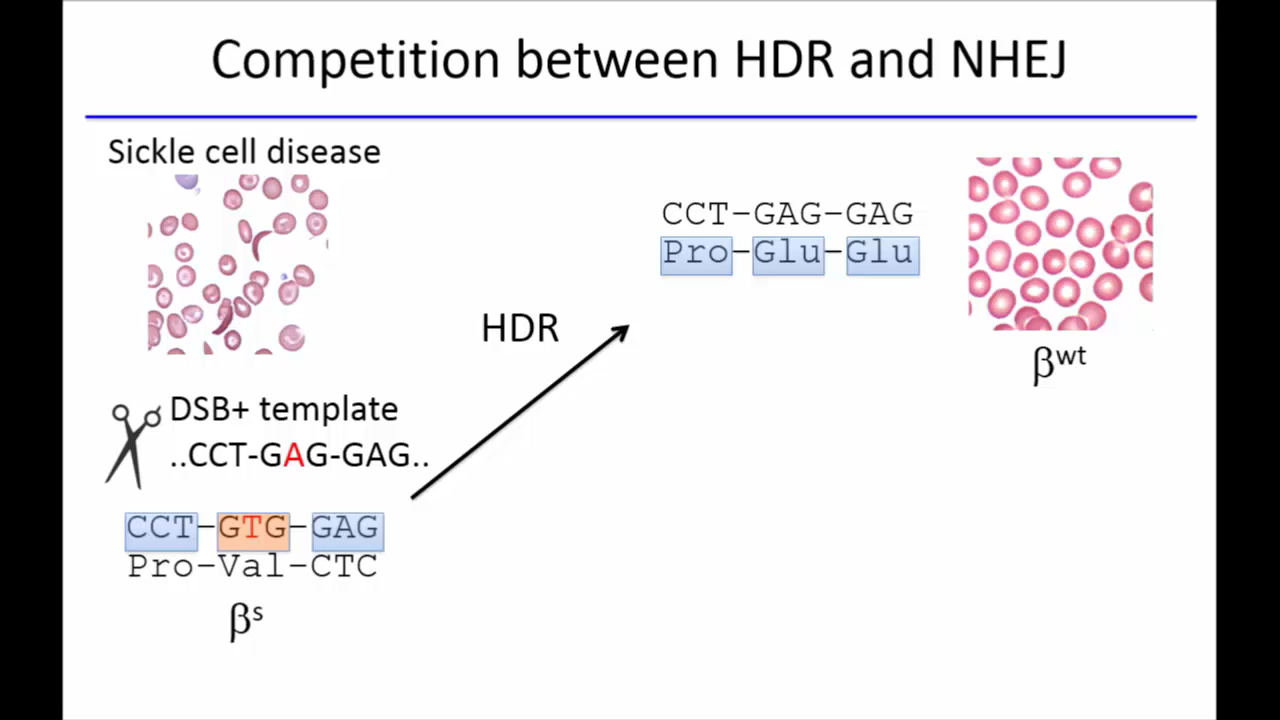 Competition between HDR and NHEJ
Sickle cell disease
CCT-GAG-GAG
Pro-Glu-Glu
HDR
βwt
DSB+ template
..CCT-GAG-GAG..
CCT-GTG-GAG
Pro-Val-CTC
βs